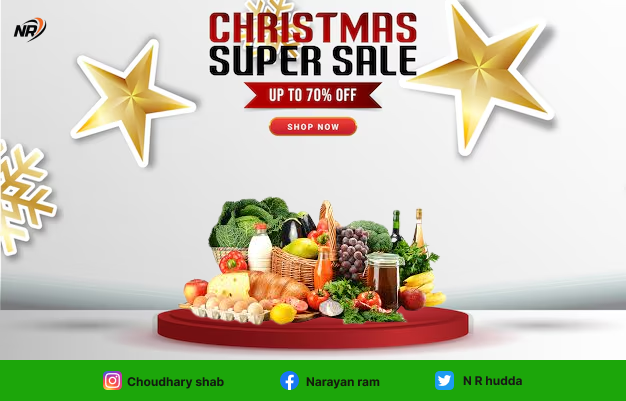 NR
CHRISTMAS
SUPER SALE
UP TO 70% OFF
SHOP NOW
Choudhary shab
Narayan ram
N R hudda